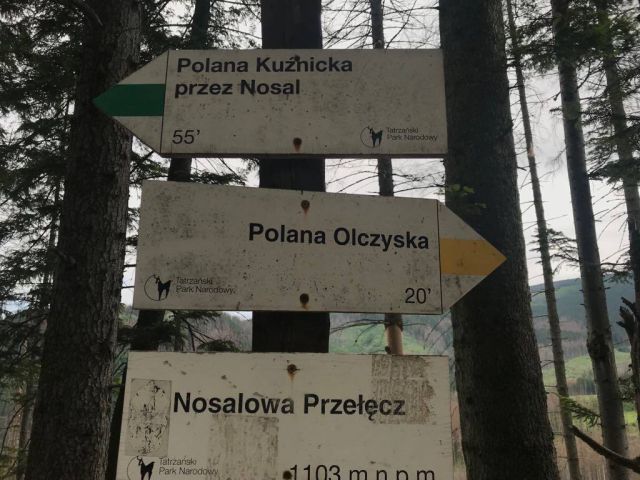 Polana Kuźnicka
przez Nosal
55'
Tatrzański
Park Narodowy
Polana Olczyska
Tatrzański
Park Narodowy
20'
Nosalowa Przełęcz
Tatrzański
Park Narodowy
1103 m n.p.m